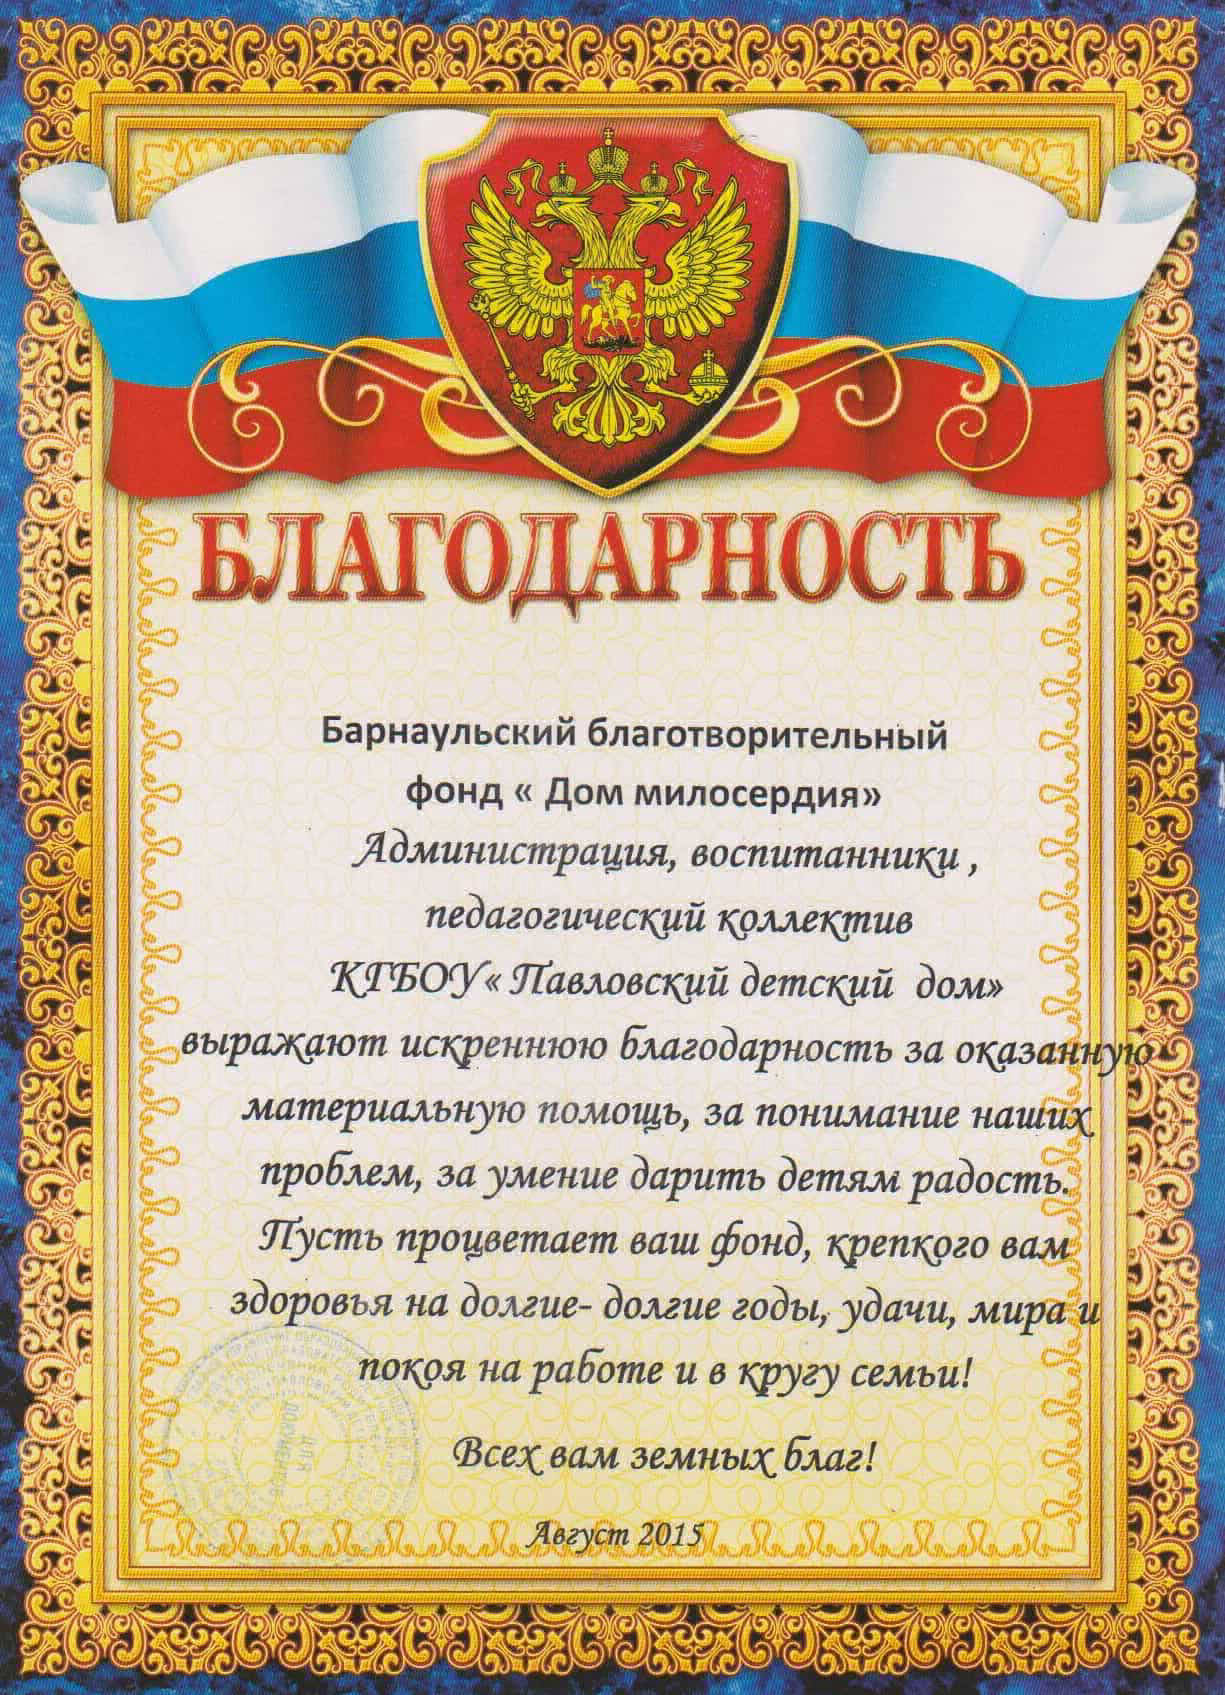 БЛАГОДАРНОСТЬ
Барнаульский благотворительный
фонд « Дом милосердия»
Администрация, воспитанники ,
педагогический коллектив
КГБОУ« Павловский детский дом»
выражают искреннюю благодарность за оказанную
материальную помощь, за понимание наших
проблем, за умение дарить детям радость.
Пусть процветает ваш фонд, крепкого вам
здоровья на долгие- долгие годы, удачи, мира и
покоя на работе и в кругу семьи!
Всех вам земных благ!
Август 2015
ДЛЯ
ДОКУМЕНТОВ